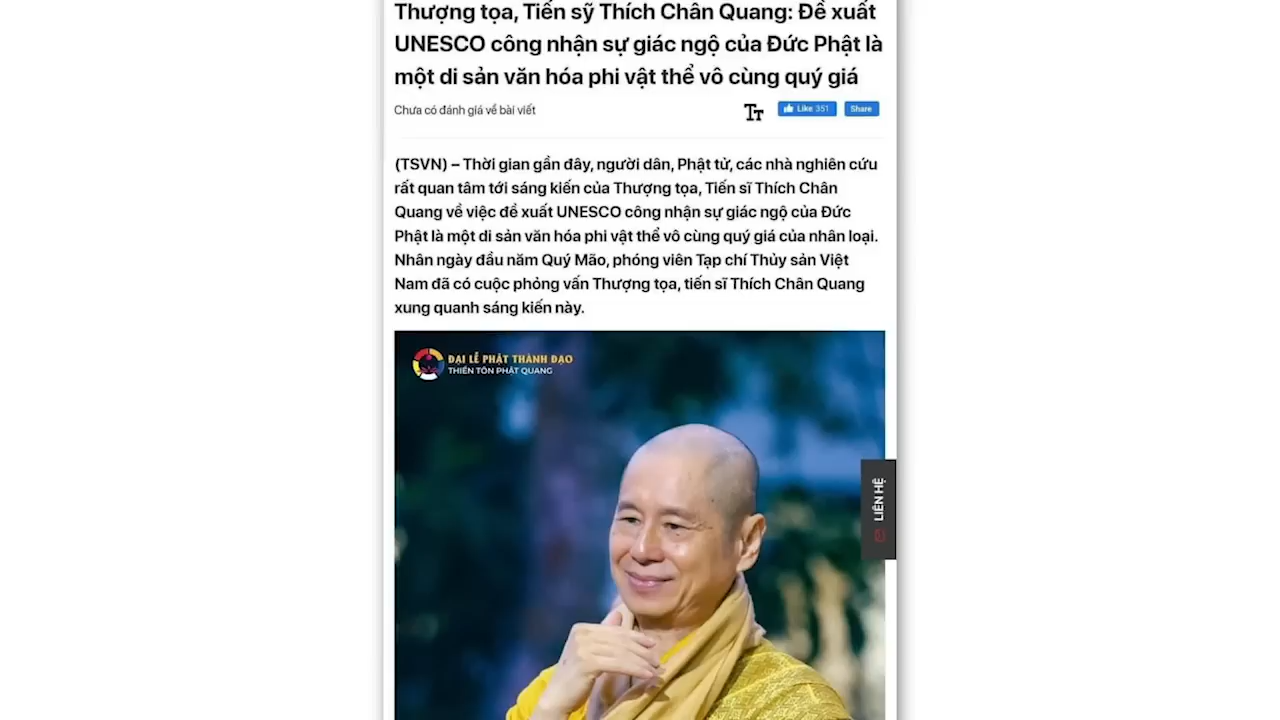 Thượng tọa, Tiến sỹ Thích Chân Quang: Đề xuất
UNESCO công nhận sự giác ngộ của Đức Phật là
một di sản văn hóa phi vật thể vô cùng quý giá
Chưa có đánh giá về bài viết
TT
Like 351
Share
(TSVN) – Thời gian gần đây, người dân, Phật tử, các nhà nghiên cứu
rất quan tâm tới sáng kiến của Thượng tọa, Tiến sĩ Thích Chân
Quang về việc đề xuất UNESCO công nhận sự giác ngộ của Đức
Phật là một di sản văn hóa phi vật thể vô cùng quý giá của nhân loại.
Nhân ngày đầu năm Quý Mão, phóng viên Tạp chí Thủy sản Việt
Nam đã có cuộc phỏng vấn Thượng tọa, tiến sĩ Thích Chân Quang
xung quanh sáng kiến này.
ĐẠI LỄ PHẬT THÀNH ĐẠO
THIỀN TÔN PHẬT QUANG
LIÊN HỆ